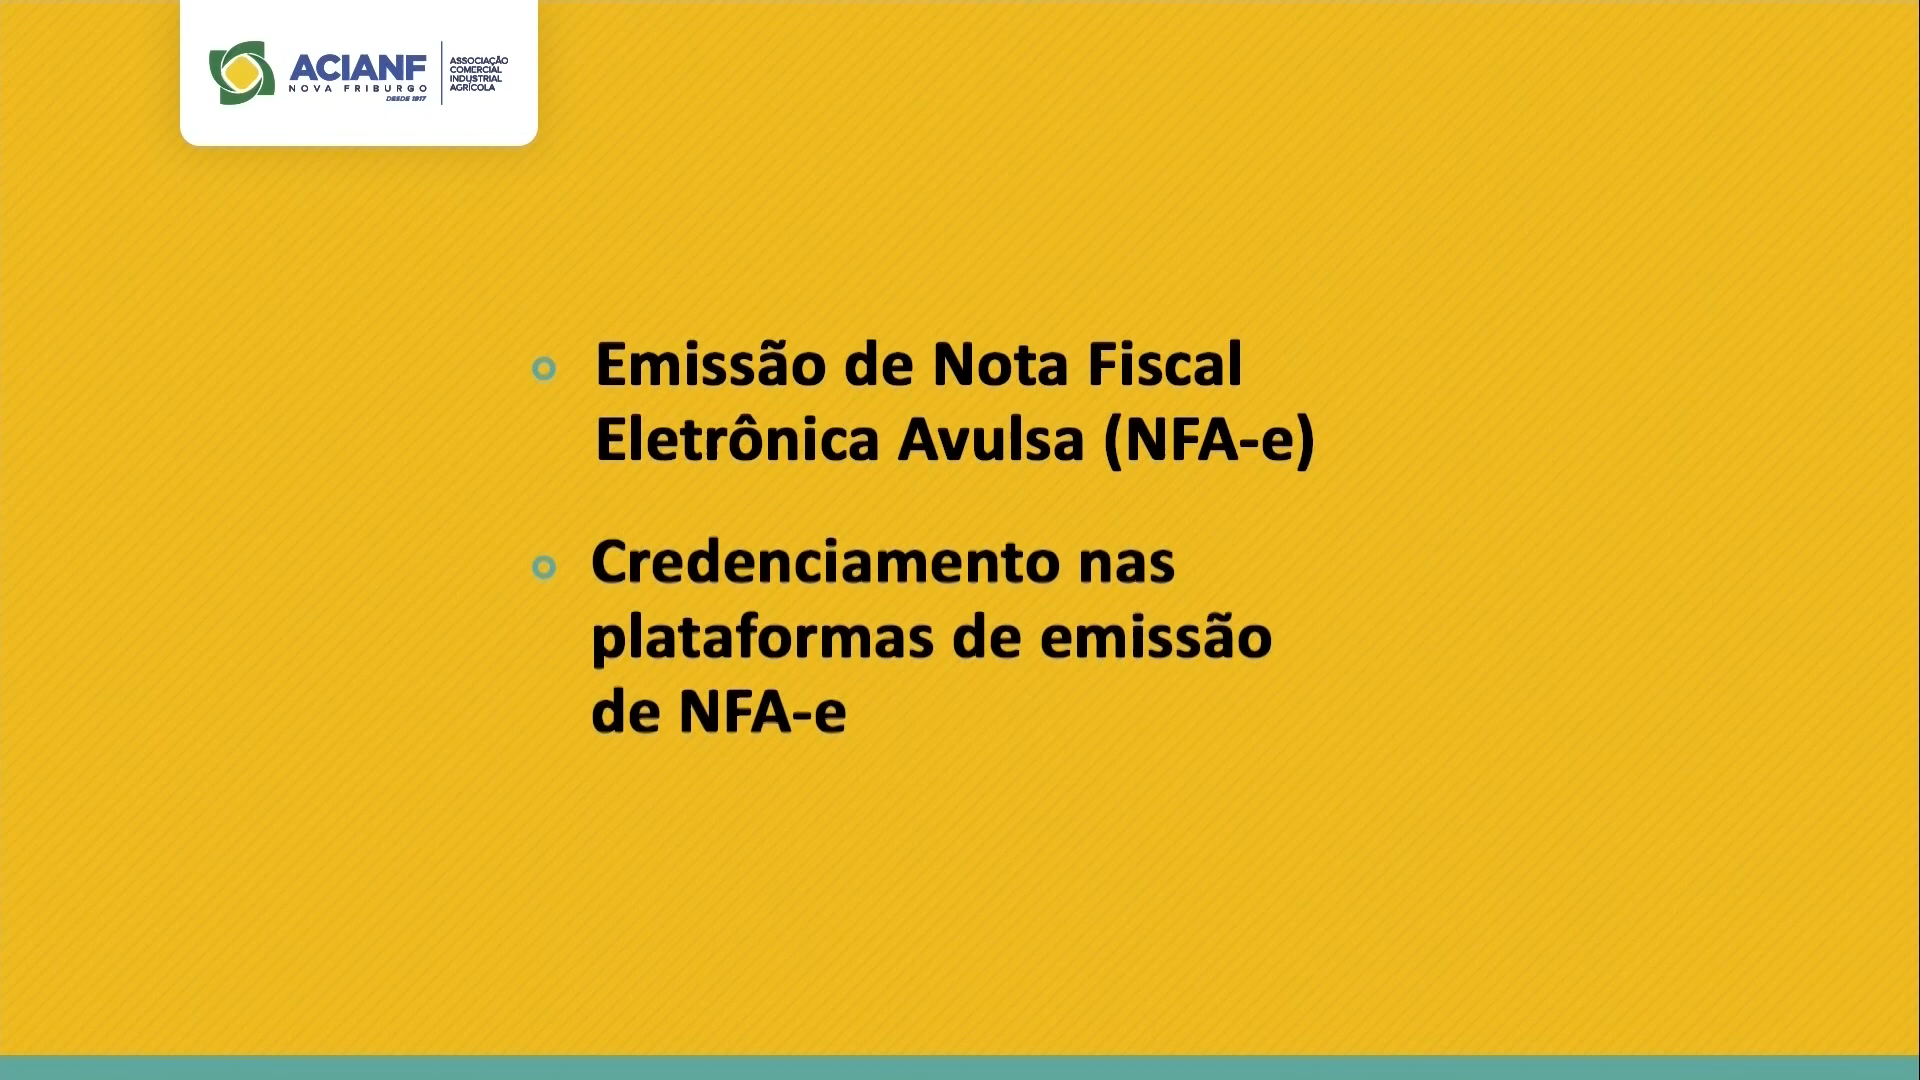 ACIANF
NOVA FRIBURGO
DESDE 1917
ASSOCIAÇÃO
COMERCIAL
INDUSTRIAL
AGRÍCOLA
Emissão de Nota Fiscal
Eletrônica Avulsa (NFA-e)
Credenciamento nas
plataformas de emissão
de NFA-e